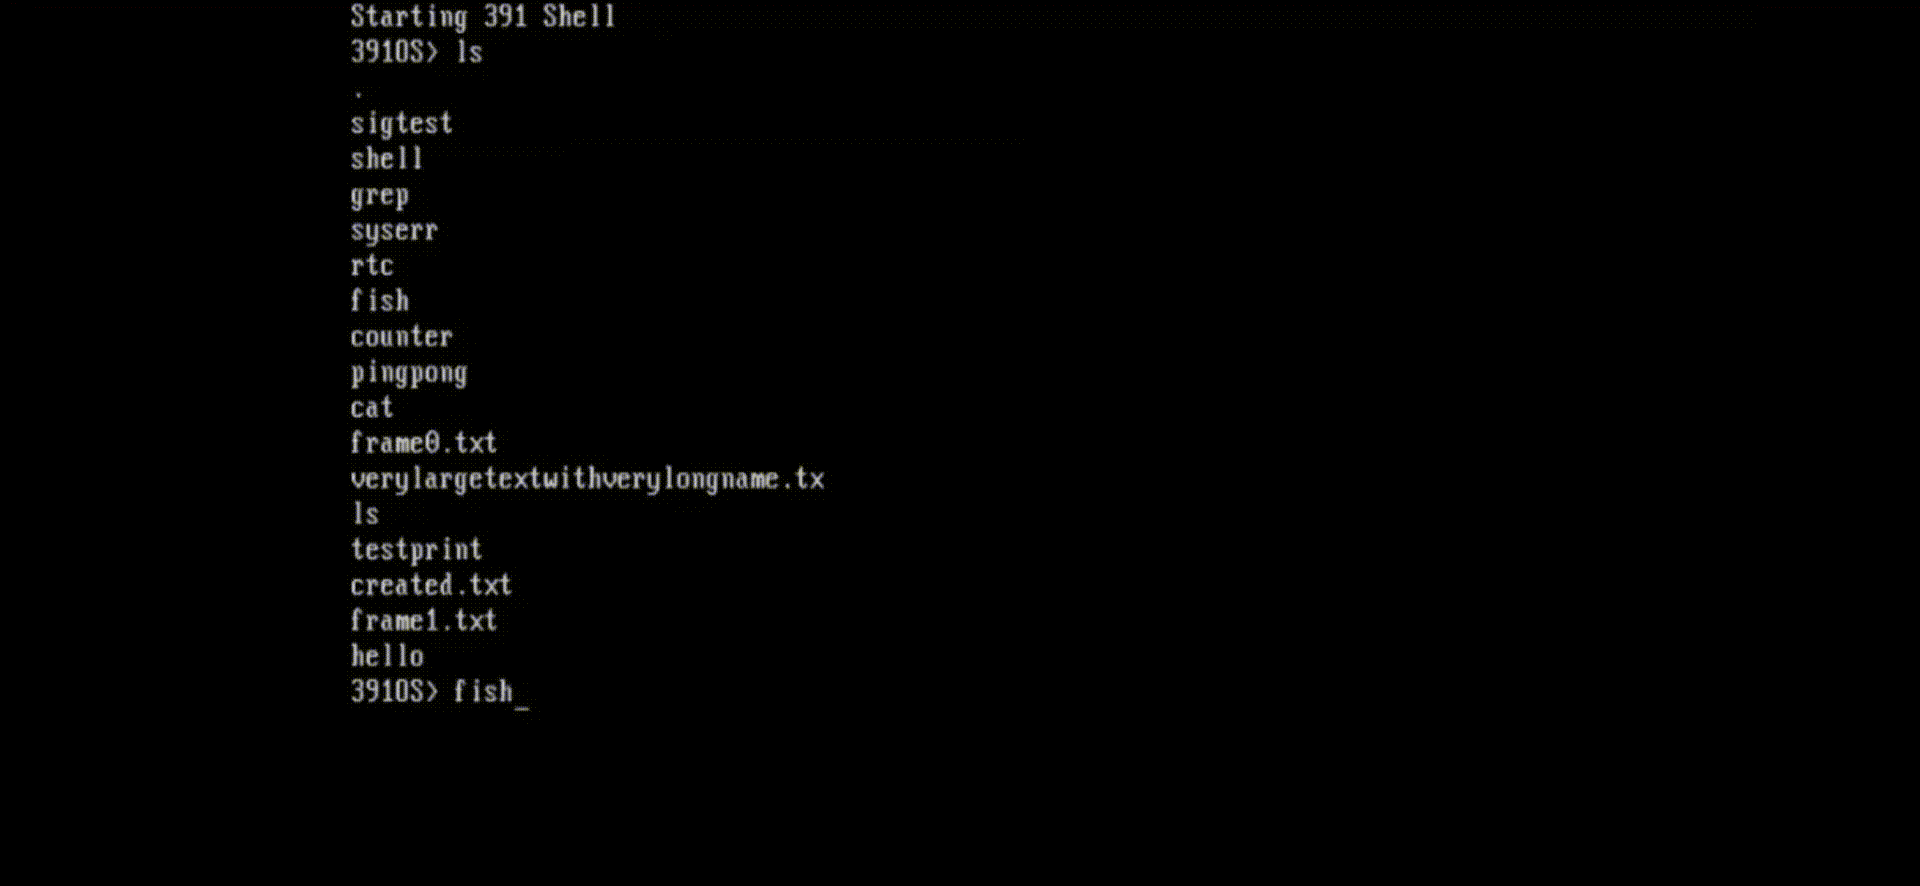 Starting 391 Shell
391OS> ls
.
sigtest
shell
grep
syserr
rtc
fish
counter
pingpong
cat
frame0.txt
verylargetextwithverylongname.tx
ls
testprint
created.txt
frame1.txt
hello
391OS> fish_